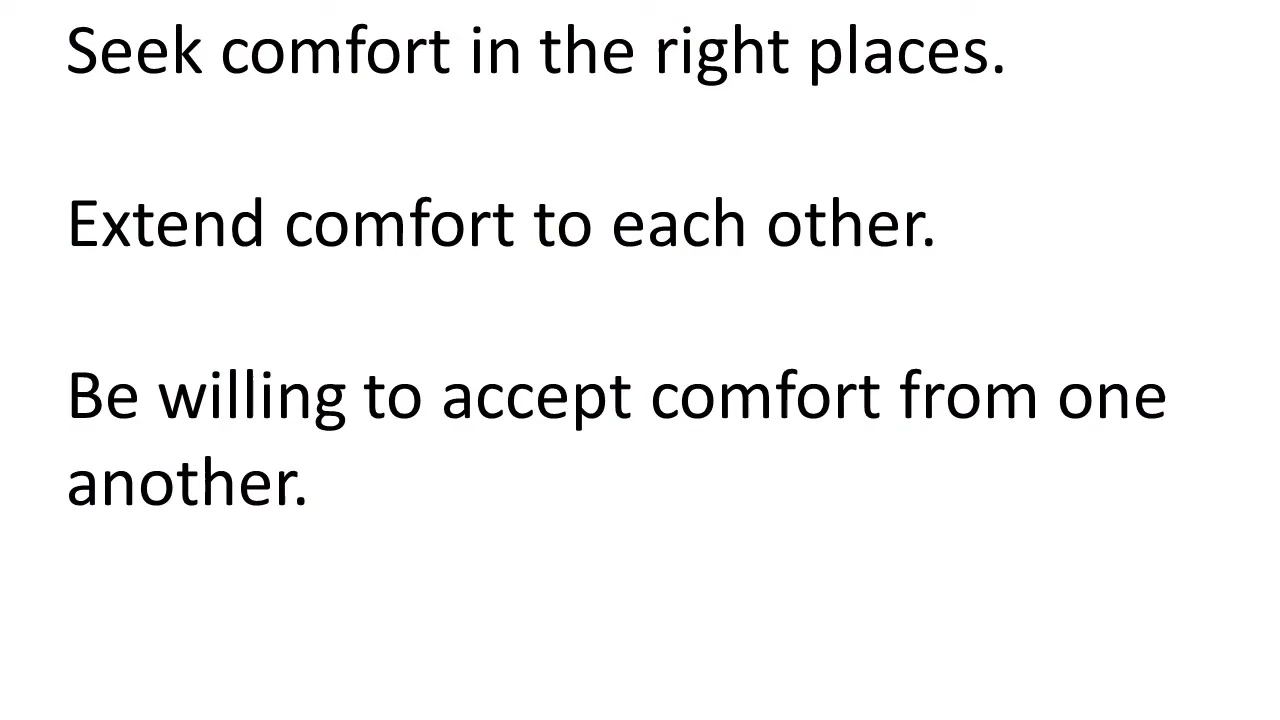 Seek comfort in the right places.
Extend comfort to each other.
Be willing to accept comfort from one
another.